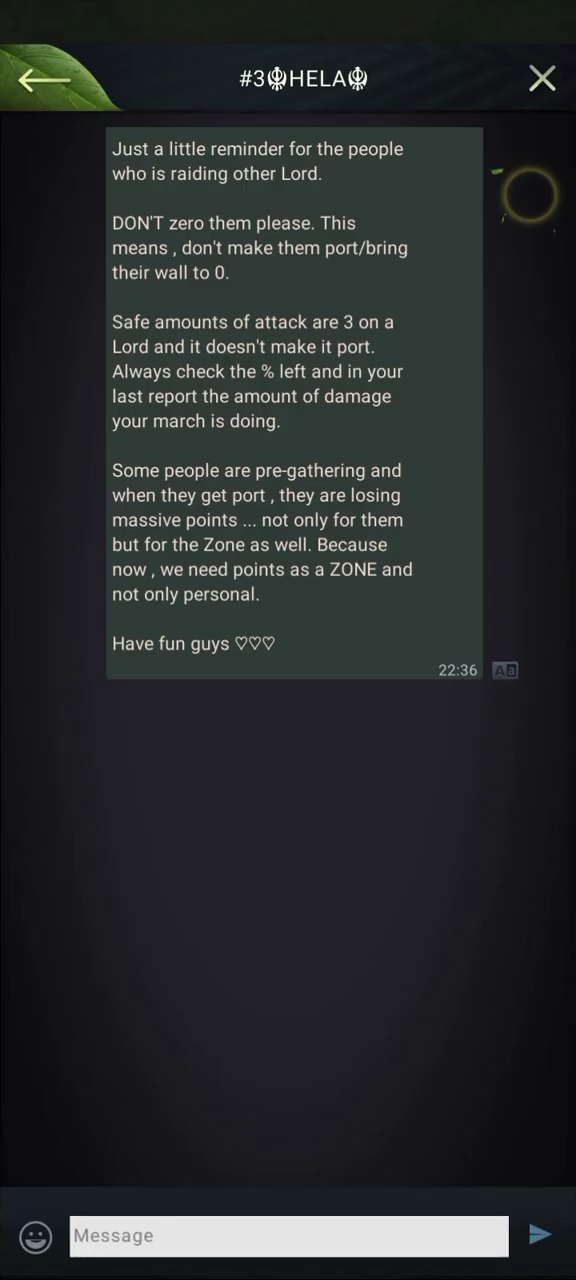 #3☬HELA☬
Just a little reminder for the people
who is raiding other Lord.
DON'T zero them please. This
means , don't make them port/bring
their wall to 0.
Safe amounts of attack are 3 on a
Lord and it doesn't make it port.
Always check the % left and in your
last report the amount of damage
your march is doing.
Some people are pre-gathering and
when they get port , they are losing
massive points ... not only for them
but for the Zone as well. Because
now , we need points as a ZONE and
not only personal.
Have fun guys ♡♡♡
22:36
Aa
Message